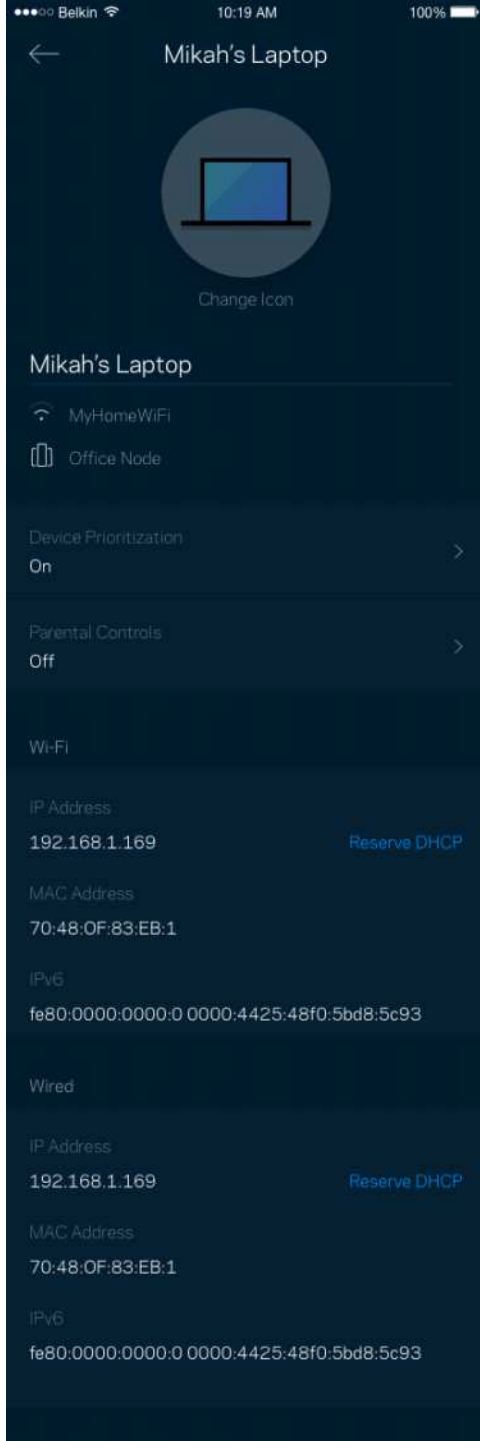 Belkin 10:19 AM 100%
Mikah's Laptop
Change Icon
Mikah's Laptop
MyHomeWiFi
Office Node
Device Prioritization
On
Parental Controls
Off
Wi-Fi
IP Address
192.168.1.169 Reserve DHCP
MAC Address
70:48:0F:83:EB:1
IPv6
fe80:0000:0000:0 0000:4425:48f0:5bd8:5c93
Wired
IP Address
192.168.1.169 Reserve DHCP
MAC Address
70:48:0F:83:EB:1
IPv6
fe80:0000:0000:0 0000:4425:48f0:5bd8:5c93